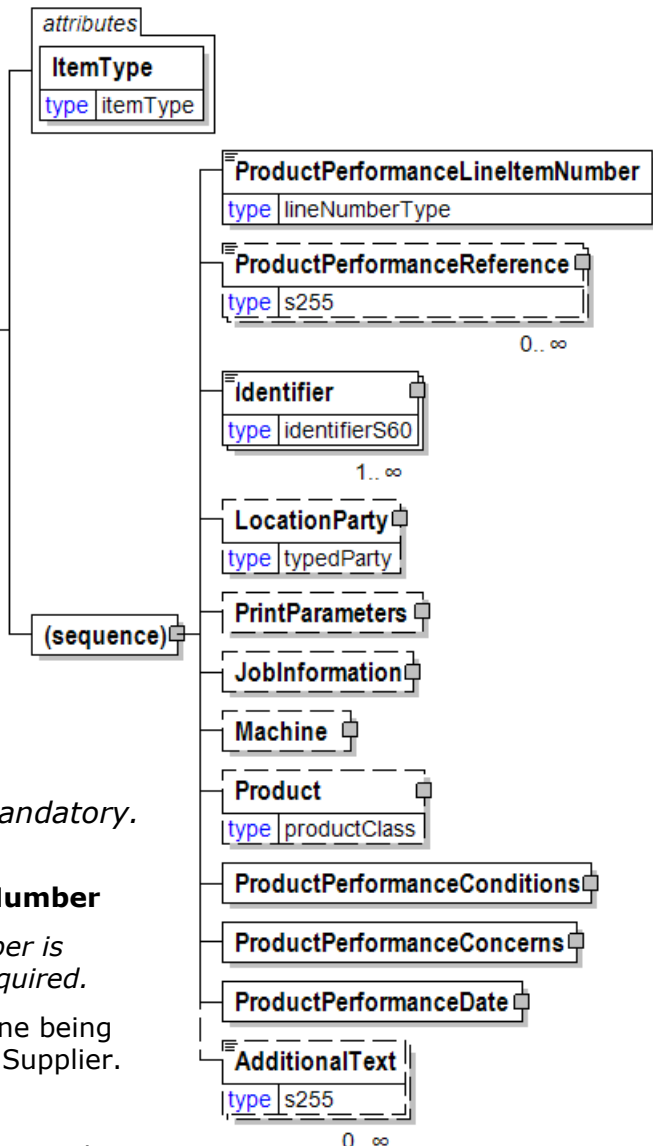 attributes
ItemType
type itemType
ProductPerformanceLineItemNumber
type lineNumberType
ProductPerformanceReference
type s255
0.. ∞
Identifier
type identifierS60
1.. ∞
LocationParty
type typedParty
(sequence)
PrintParameters
JobInformation
Machine
Product
type productClass
ProductPerformanceConditions
ProductPerformanceConcerns
ProductPerformanceDate
AdditionalText
type s255
0.. ∞
andatory.
lumber
er is
quired.
ne being
Supplier.